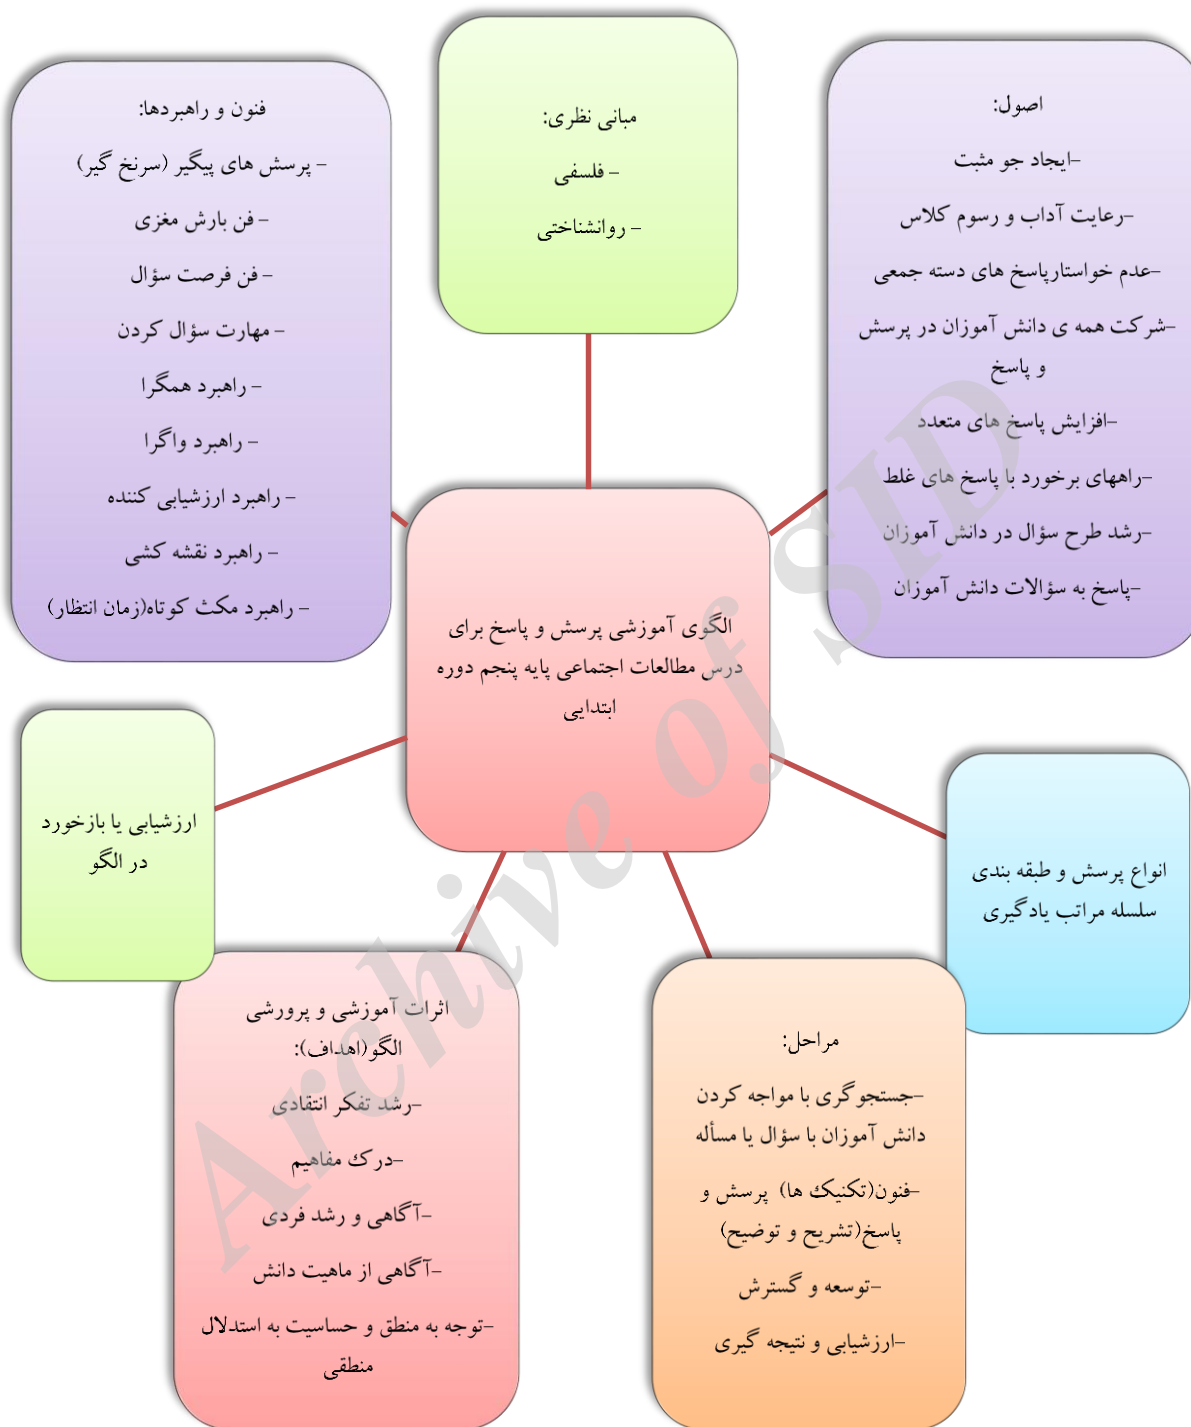 مبانی نظری:
- فلسفی
- روانشناختی
اصول:
-ایجاد جو مثبت
-رعایت آداب و رسوم کلاس
-عدم خواستارپاسخ های دسته جمعی
-شرکت همه ی دانش آموزان در پرسش
و پاسخ
-افزایش پاسخ های متعدد
-راههای برخورد با پاسخ های غلط
-رشد طرح سؤال در دانش آموزان
-پاسخ به سؤالات دانش آموزان
فنون و راهبردها:
- پرسش های پیگیر (سرنخ گیر)
- فن بارش مغزی
- فن فرصت سؤال
- مهارت سؤال کردن
- راهبرد همگرا
- راهبرد واگرا
- راهبرد ارزشیابی کننده
- راهبرد نقشه کشی
- راهبرد مکث کوتاه(زمان انتظار)
الگوی آموزشی پرسش و پاسخ برای
درس مطالعات اجتماعی پایه پنجم دوره
ابتدایی
انواع پرسش و طبقه بندی
سلسله مراتب یادگیری
ارزشیابی یا بازخورد
در الگو
مراحل:
-جستجوگری با مواجه کردن
دانش آموزان با سؤال یا مسأله
-فنون(تکنیک ها) پرسش و
پاسخ(تشریح و توضیح)
-توسعه و گسترش
-ارزشیابی و نتیجه گیری
اثرات آموزشی و پرورشی
الگو(اهداف):
-رشد تفکر انتقادی
-درک مفاهیم
-آگاهی و رشد فردی
-آگاهی از ماهیت دانش
-توجه به منطق و حساسیت به استدلال
منطقی
Archive of SID